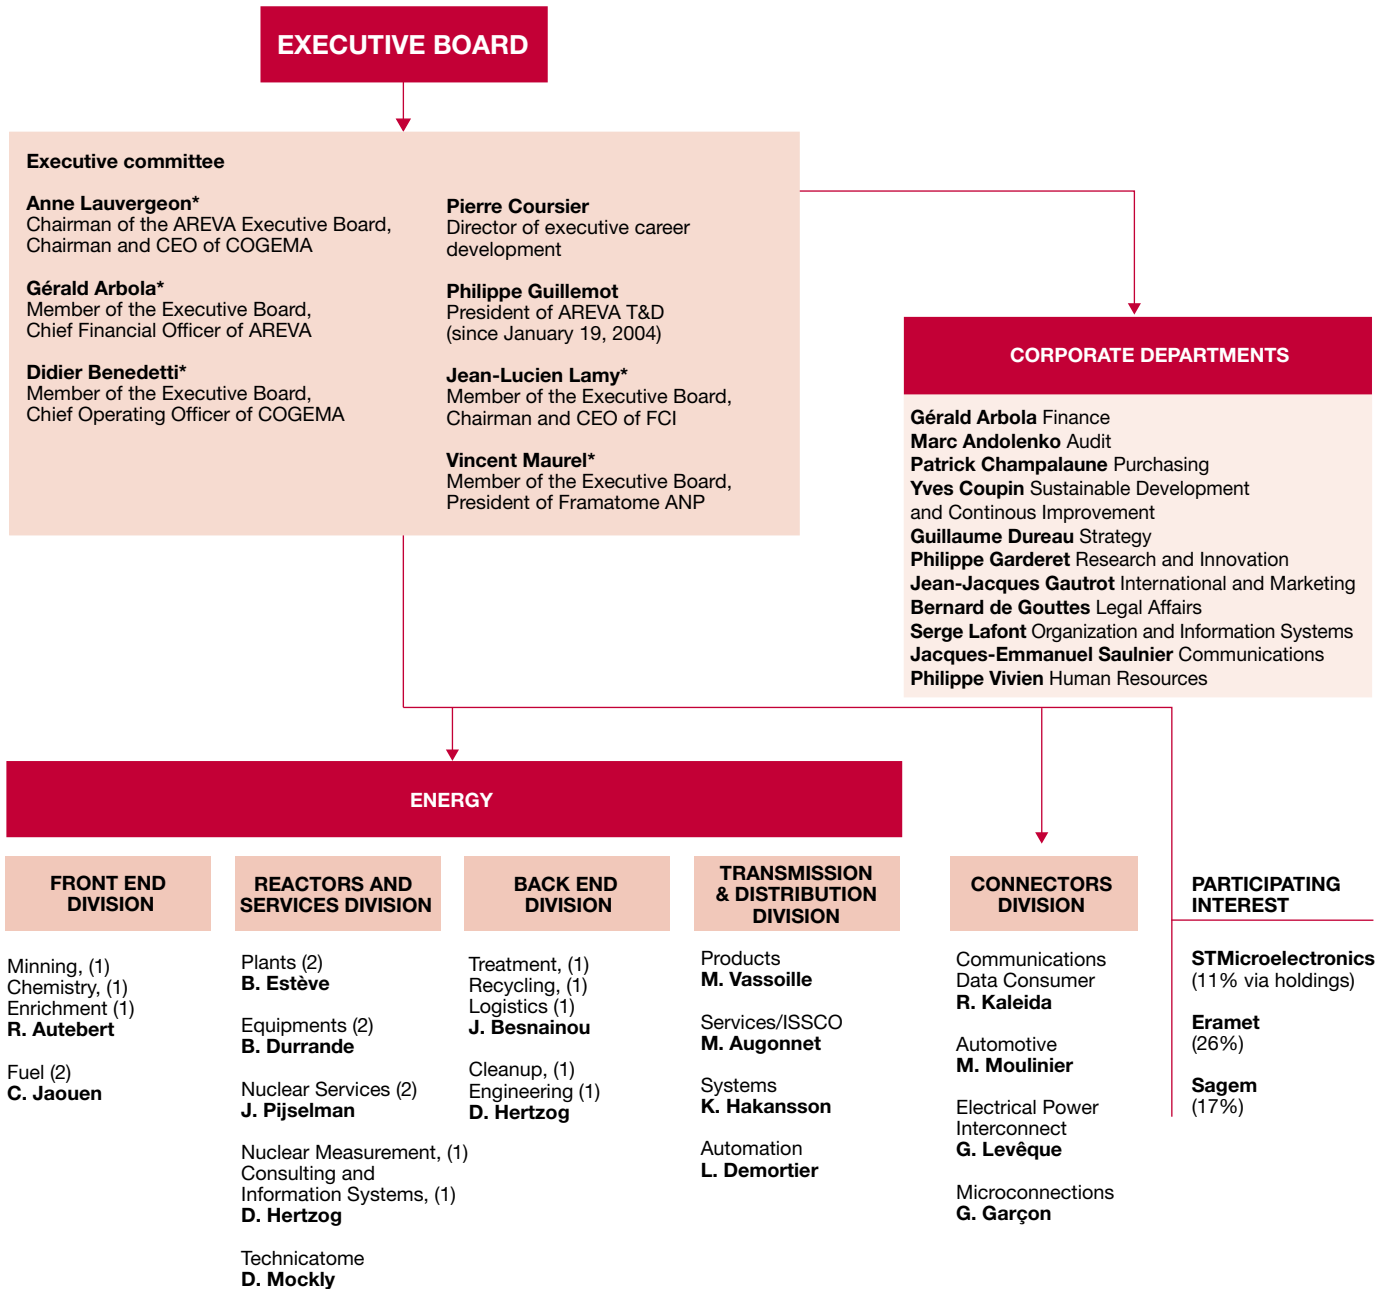 EXECUTIVE BOARD
Executive committee
Anne Lauvergeon*
Chairman of the AREVA Executive Board,
Chairman and CEO of COGEMA
Gérald Arbola*
Member of the Executive Board,
Chief Financial Officer of AREVA
Didier Benedetti*
Member of the Executive Board,
Chief Operating Officer of COGEMA
Pierre Coursier
Director of executive career
development
Philippe Guillemot
President of AREVA T&D
(since January 19, 2004)
Jean-Lucien Lamy*
Member of the Executive Board,
Chairman and CEO of FCI
Vincent Maurel*
Member of the Executive Board,
President of Framatome ANP
CORPORATE DEPARTMENTS
Gérald Arbola Finance
Marc Andolenko Audit
Patrick Champalaune Purchasing
Yves Coupin Sustainable Development
and Continous Improvement
Guillaume Dureau Strategy
Philippe Garderet Research and Innovation
Jean-Jacques Gautrot International and Marketing
Bernard de Gouttes Legal Affairs
Serge Lafont Organization and Information Systems
Jacques-Emmanuel Saulnier Communications
Philippe Vivien Human Resources
ENERGY
FRONT END
DIVISION
Minning, (1)
Chemistry, (1)
Enrichment (1)
R. Autebert
Fuel (2)
C. Jaouen
REACTORS AND
SERVICES DIVISION
Plants (2)
B. Estève
Equipments (2)
B. Durrande
Nuclear Services (2)
J. Pijselman
Nuclear Measurement, (1)
Consulting and
Information Systems, (1)
D. Hertzog
Technicatome
D. Mockly
BACK END
DIVISION
Treatment, (1)
Recycling, (1)
Logistics (1)
J. Besnainou
Cleanup, (1)
Engineering (1)
D. Hertzog
TRANSMISSION
& DISTRIBUTION
DIVISION
Products
M. Vassoille
Services/ISSCO
M. Augonnet
Systems
K. Hakansson
Automation
L. Demortier
CONNECTORS
DIVISION
Communications
Data Consumer
R. Kaleida
Automotive
M. Moulinier
Electrical Power
Interconnect
G. Levêque
Microconnections
G. Garçon
PARTICIPATING
INTEREST
STMicroelectronics
(11% via holdings)
Eramet
(26%)
Sagem
(17%)